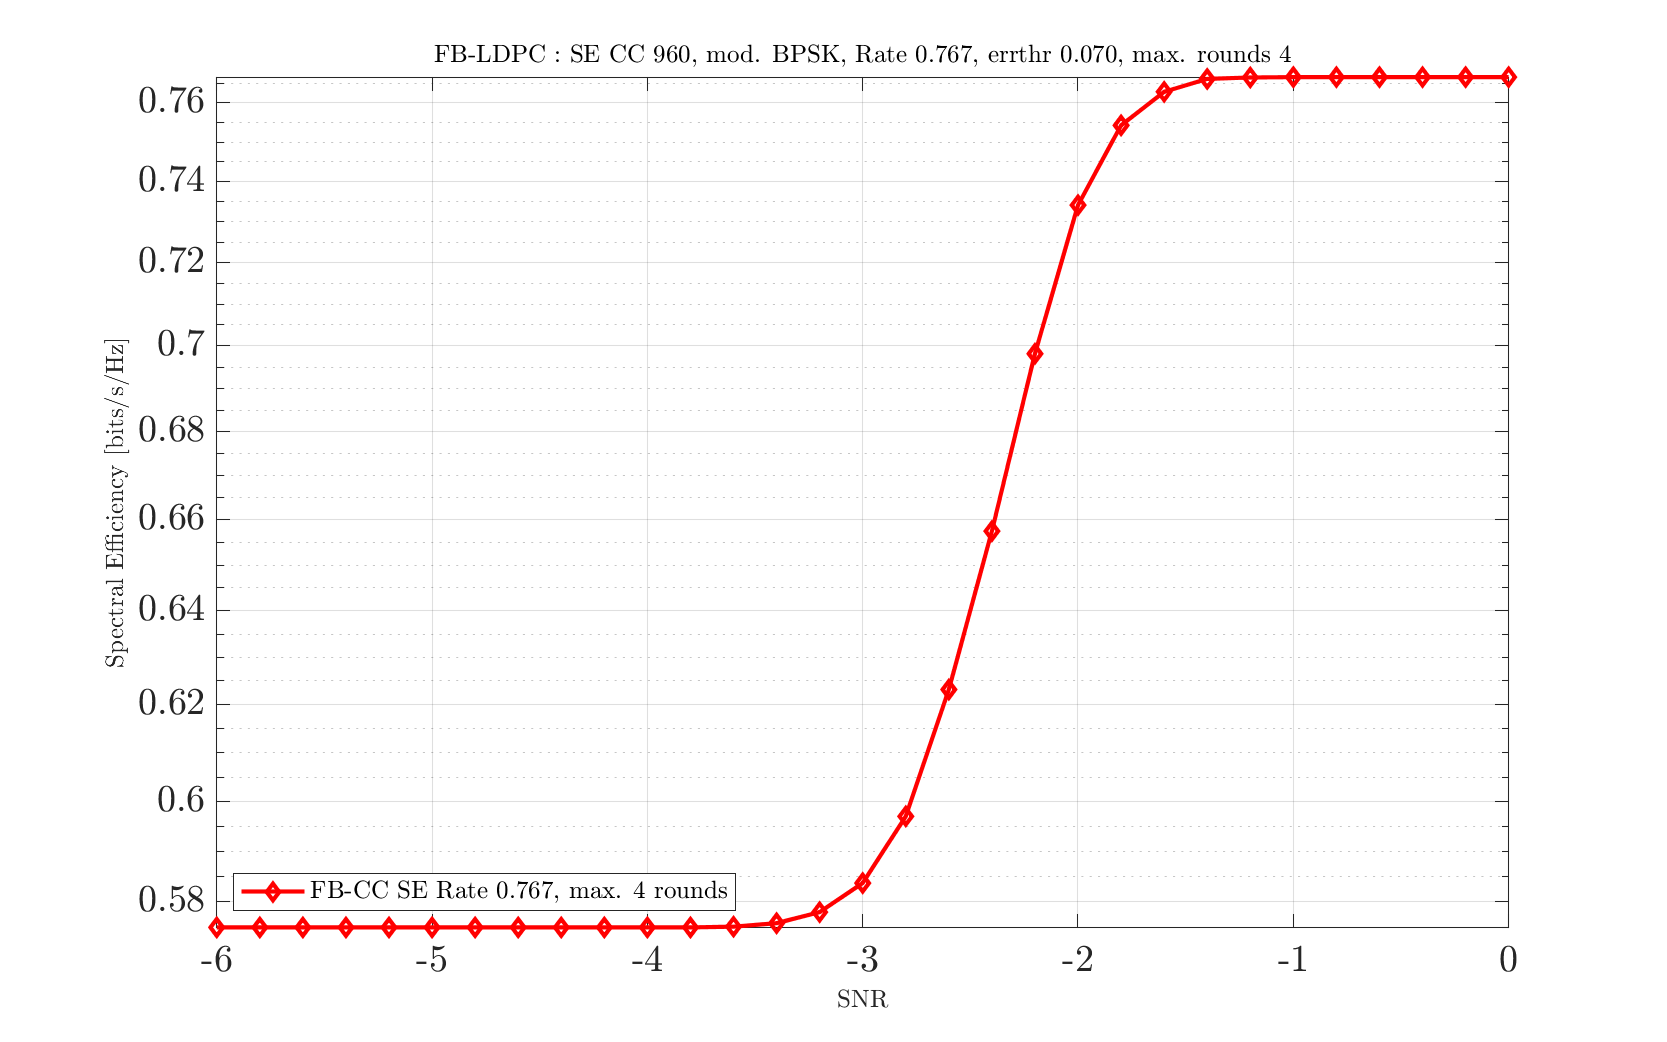 FB-LDPC : SE CC 960, mod. BPSK, Rate 0.767, errthr 0.070, max. rounds 4
0.76
0.74
0.72
0.7
0.68
0.66
0.64
0.62
0.6
0.58
Spectral Efficiency [bits/s/Hz]
FB-CC SE Rate 0.767, max. 4 rounds
-6 -5 -4 -3 -2 -1 0
SNR